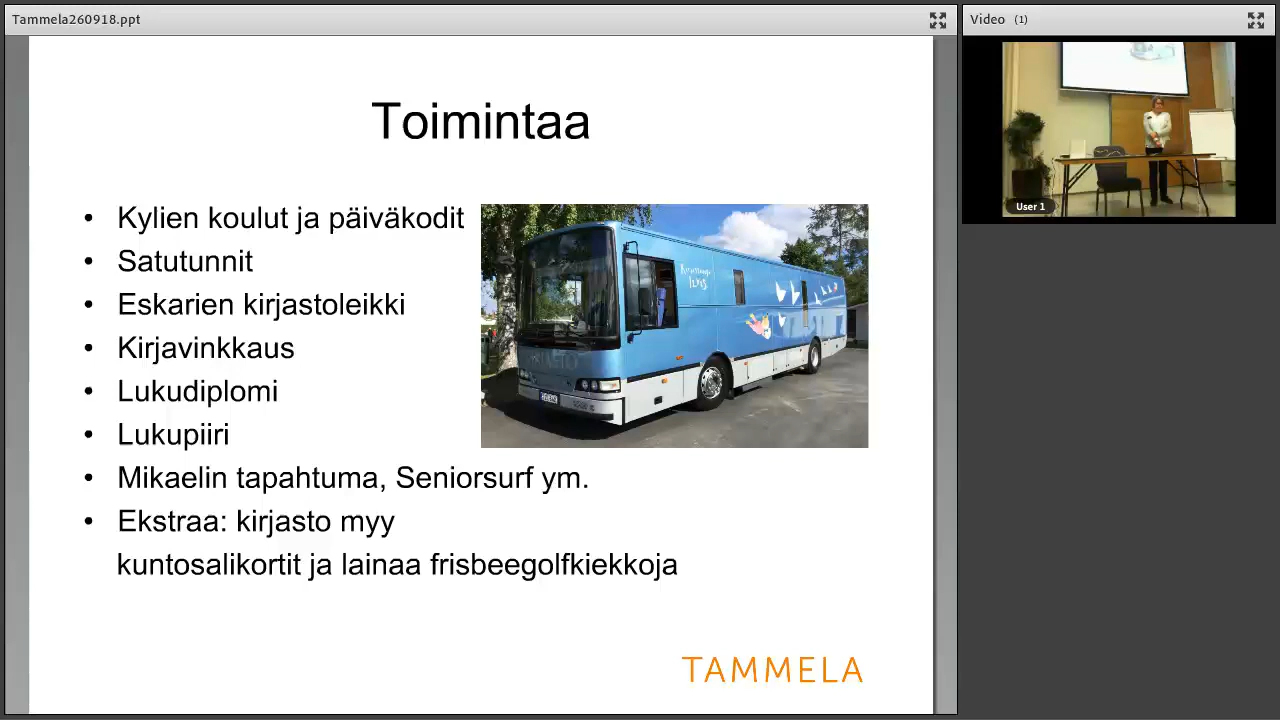 Tammela260918.ppt
Video (1)
Toimintaa
• Kylien koulut ja päiväkodit
• Satutunnit
• Eskarien kirjastoleikki
• Kirjavinkkaus
• Lukudiplomi
• Lukupiiri
• Mikaelin tapahtuma, Seniorsurf ym.
• Ekstraa: kirjasto myy
kuntosalikortit ja lainaa frisbeegolfkiekkoja
TAMMELA
User 1